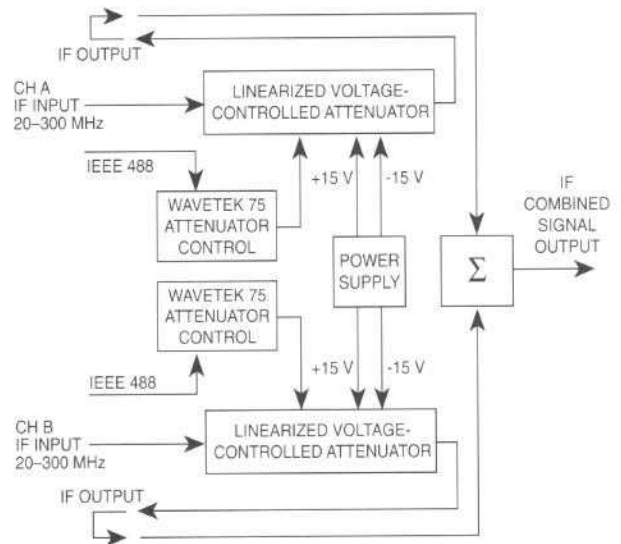 IF OUTPUT
CH A
IF INPUT
20–300 MHz
LINEARIZED VOLTAGE-
CONTROLLED ATTENUATOR
IEEE 488
+15 V
-15 V
WAVETEK 75
ATTENUATOR
CONTROL
IF
COMBINED
SIGNAL
OUTPUT
POWER
SUPPLY
Σ
WAVETEK 75
ATTENUATOR
CONTROL
+15 V
-15 V
IEEE 488
CH B
IF INPUT
20–300 MHz
LINEARIZED VOLTAGE-
CONTROLLED ATTENUATOR
IF OUTPUT